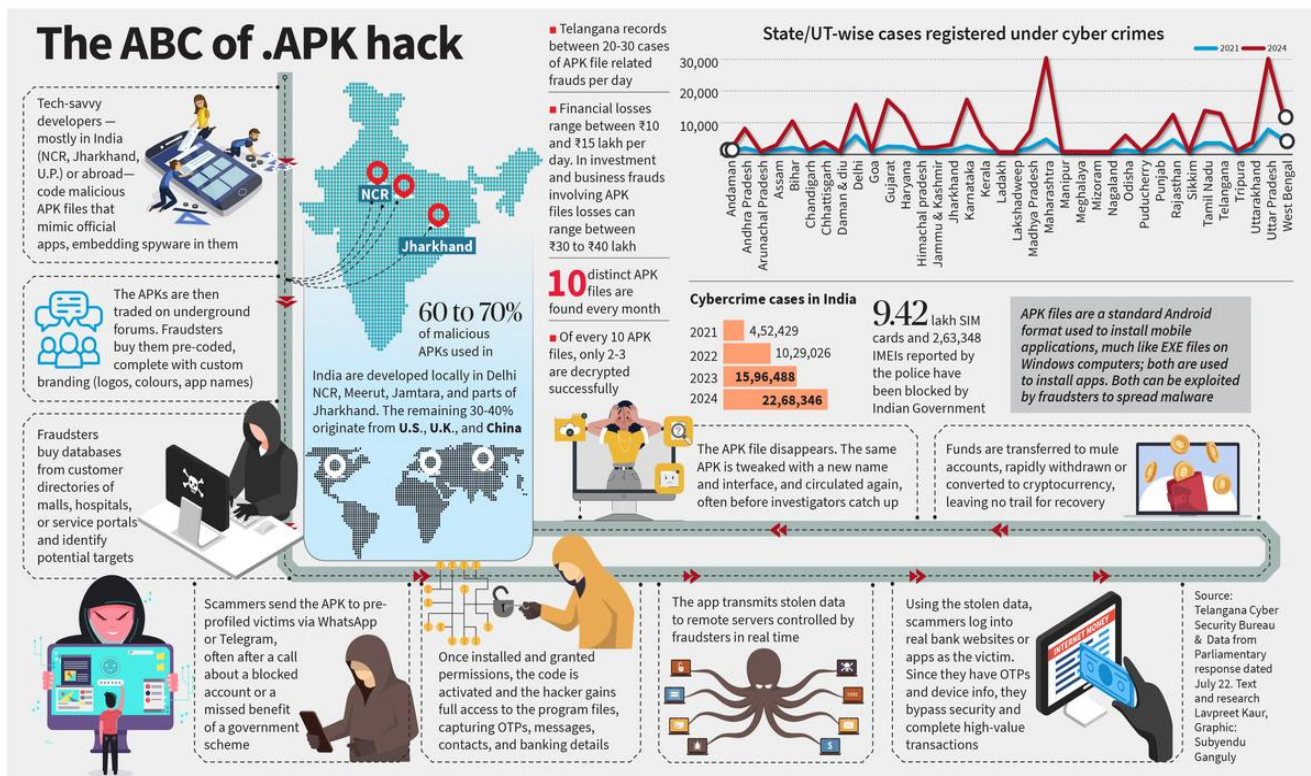 The ABC of .APK hack
Tech-savvy
developers —
mostly in India
(NCR, Jharkhand,
U.P.) or abroad—
code malicious
APK files that
mimic official
apps, embedding spyware in them
The APKs are then
traded on underground
forums. Fraudsters
buy them pre-coded,
complete with custom
branding (logos, colours, app names)
Fraudsters
buy databases
from customer
directories of
malls, hospitals,
or service portals
and identify
potential targets
NCR
Jharkhand
60 to 70%
of malicious
APKs used in
India are developed locally in Delhi
NCR, Meerut, Jamtara, and parts of
Jharkhand. The remaining 30-40%
originate from U.S., U.K., and China
■ Telangana records
between 20-30 cases
of APK file related
frauds per day
■ Financial losses
range between ₹10
and ₹15 lakh per
day. In investment
and business frauds
involving APK
files losses can
range between
₹30 to ₹40 lakh
10 distinct APK
files are
found every month
■ Of every 10 APK
files, only 2-3
are decrypted
successfully
State/UT-wise cases registered under cyber crimes
2021
2024
30,000
20,000
10,000
Andaman
Andhra Pradesh
Arunachal Pradesh
Assam
Bihar
Chandigarh
Chhattisgarh
Daman & diu
Delhi
Goa
Gujarat
Haryana
Himachal pradesh
Jammu & Kashmir
Jharkhand
Karnataka
Kerala
Ladakh
Lakshadweep
Madhya Pradesh
Maharashtra
Manipur
Meghalaya
Mizoram
Nagaland
Odisha
Puducherry
Punjab
Rajasthan
Sikkim
Tamil Nadu
Telangana
Tripura
Uttarakhand
Uttar Pradesh
West Bengal
Cybercrime cases in India
2021 4,52,429
2022 10,29,026
2023 15,96,488
2024 22,68,346
9.42 lakh SIM
cards and 2,63,348
IMEIs reported by
the police have
been blocked by
Indian Government
APK files are a standard Android
format used to install mobile
applications, much like EXE files on
Windows computers; both are used
to install apps. Both can be exploited
by fraudsters to spread malware
The APK file disappears. The same
APK is tweaked with a new name
and interface, and circulated again,
often before investigators catch up
Funds are transferred to mule
accounts, rapidly withdrawn or
converted to cryptocurrency,
leaving no trail for recovery
Scammers send the APK to pre-
profiled victims via WhatsApp
or Telegram,
often after a call
about a blocked
account or a
missed benefit
of a government
scheme
Once installed and granted
permissions, the code is
activated and the hacker gains
full access to the program files,
capturing OTPs, messages,
contacts, and banking details
The app transmits stolen data
to remote servers controlled by
fraudsters in real time
Using the stolen data,
scammers log into
real bank websites or
apps as the victim.
Since they have OTPs
and device info, they
bypass security and
complete high-value
transactions
INTERNET MONEY
Source:
Telangana Cyber
Security Bureau
& Data from
Parliamentary
response dated
July 22. Text
and research
Lavpreet Kaur,
Graphic:
Subyendu
Ganguly